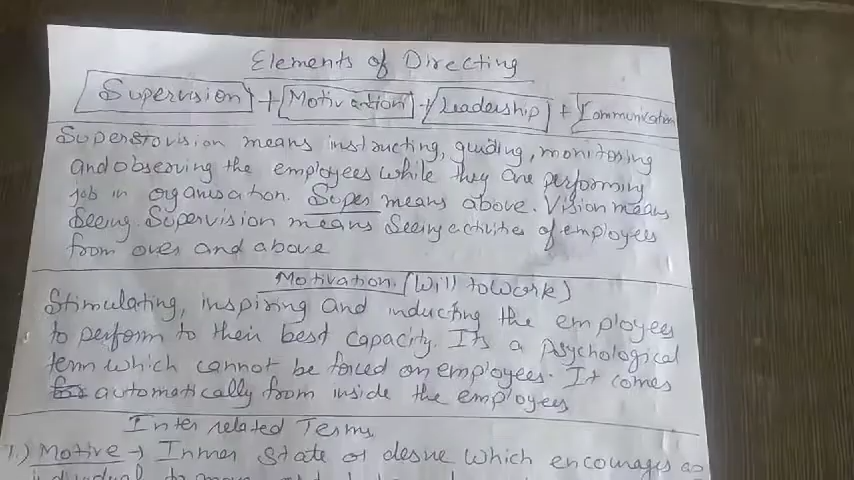 Elements of Directing
Supervision + Motivation + Leadership + Communication
Superstovision means instructing, guiding, monitoring
and observing the employees while they are performing
job in organisation. Super means above. Vision means
Seeing. Supervision means Seeing activities of employees
from over and above
Motivation (Will to Work)
Stimulating, inspiring and inducting the employees
to perform to their best capacity. Its a psychological
term which cannot be forced on employees. It comes
automatically from inside the employees
Inter related Terms
1.) Motive → Inner State of desire which encourages an
individual to